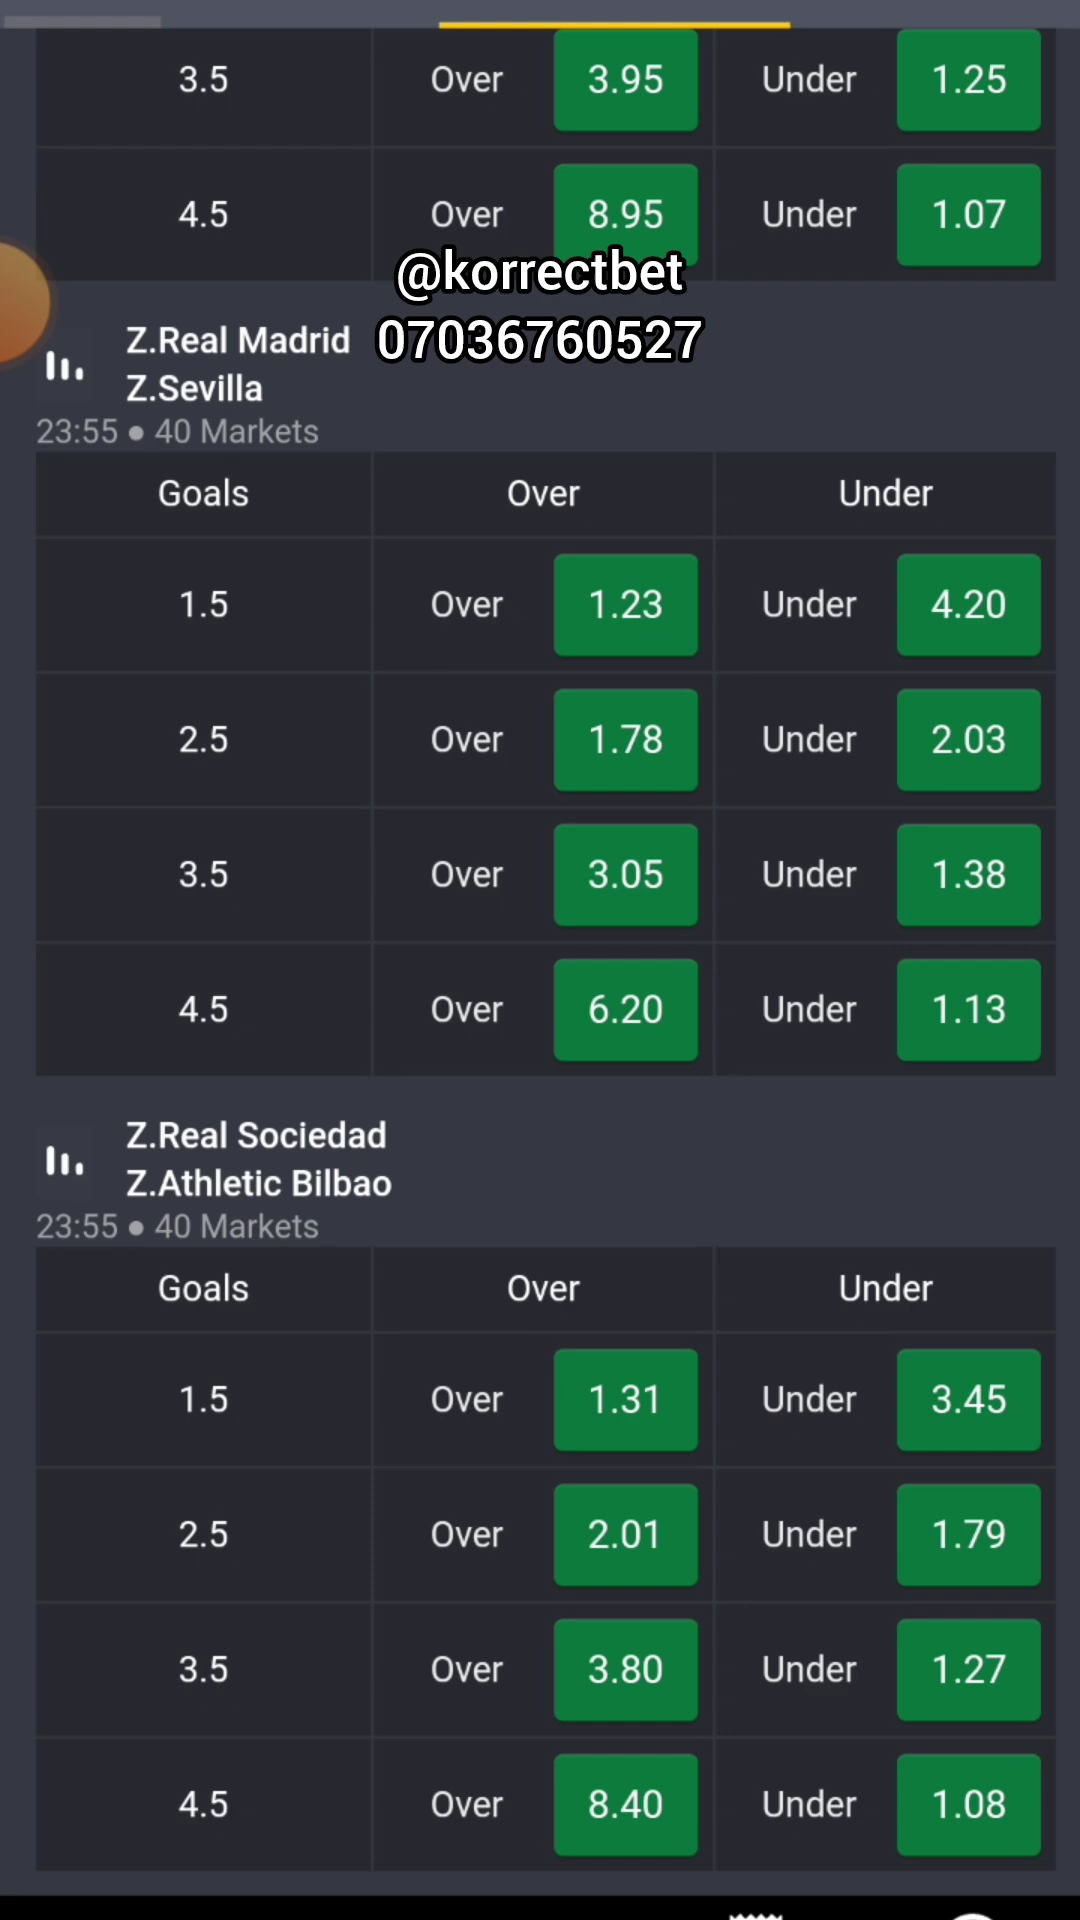 3.5 Over 3.95 Under 1.25
4.5 Over 8.95 Under 1.07
@korrectbet
07036760527
Z.Real Madrid
Z.Sevilla
23:55 ● 40 Markets
Goals Over Under
1.5 Over 1.23 Under 4.20
2.5 Over 1.78 Under 2.03
3.5 Over 3.05 Under 1.38
4.5 Over 6.20 Under 1.13
Z.Real Sociedad
Z.Athletic Bilbao
23:55 ● 40 Markets
Goals Over Under
1.5 Over 1.31 Under 3.45
2.5 Over 2.01 Under 1.79
3.5 Over 3.80 Under 1.27
4.5 Over 8.40 Under 1.08